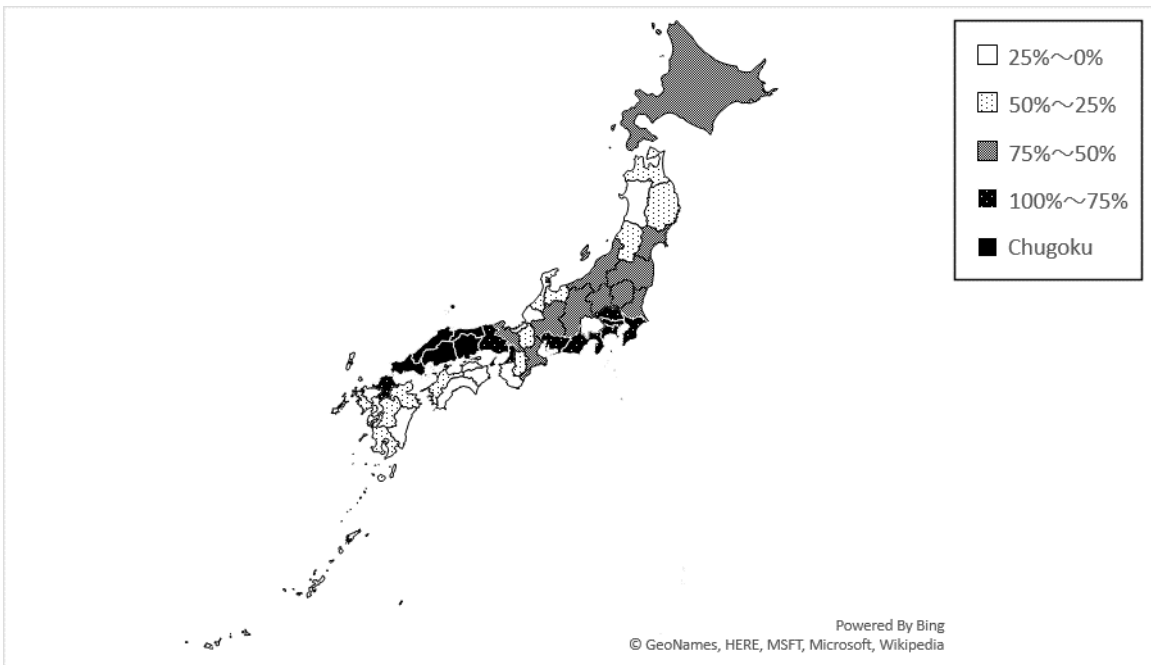 25%～0%
50%～25%
75%～50%
100%～75%
Chugoku
Powered By Bing
© GeoNames, HERE, MSFT, Microsoft, Wikipedia